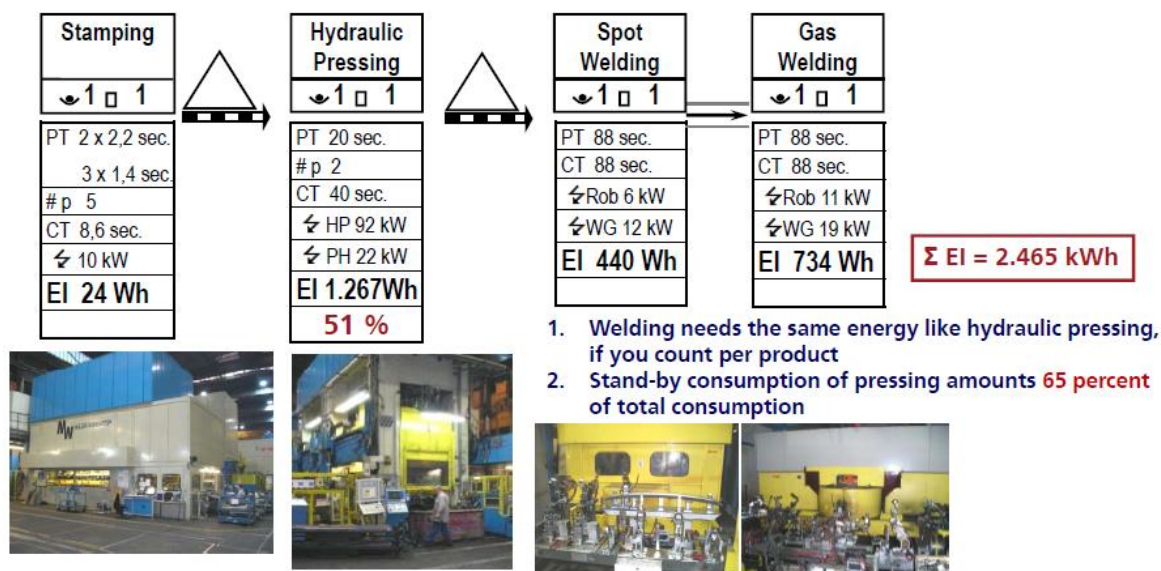 Stamping
1 1
PT 2 x 2,2 sec.
3 x 1,4 sec.
# p 5
CT 8,6 sec.
10 kW
EI 24 Wh
Hydraulic
Pressing
1 1
PT 20 sec.
# p 2
CT 40 sec.
HP 92 kW
PH 22 kW
EI 1.267Wh
51 %
Spot
Welding
1 1
PT 88 sec.
CT 88 sec.
Rob 6 kW
WG 12 kW
EI 440 Wh
Gas
Welding
1 1
PT 88 sec.
CT 88 sec.
Rob 11 kW
WG 19 kW
EI 734 Wh
Σ EI = 2.465 kWh
1. Welding needs the same energy like hydraulic pressing,
if you count per product
2. Stand-by consumption of pressing amounts 65 percent
of total consumption
MW